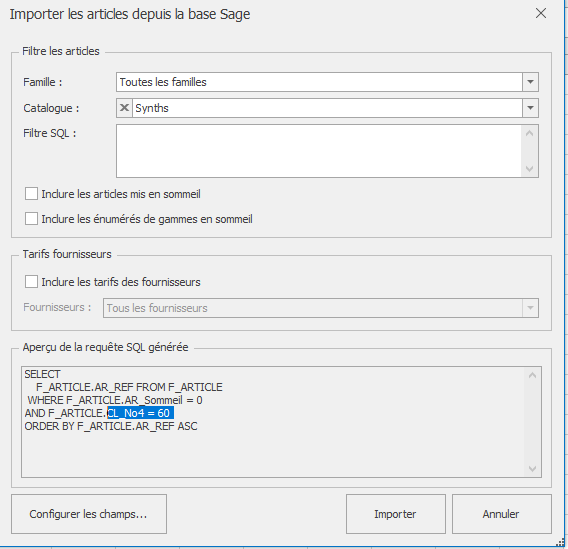 Importer les articles depuis la base Sage
Filtre les articles
Famille :
Toutes les familles
Catalogue :
Synths
Filtre SQL :
Inclure les articles mis en sommeil
Inclure les énumérés de gammes en sommeil
Tarifs fournisseurs
Inclure les tarifs des fournisseurs
Fournisseurs :
Tous les fournisseurs
Aperçu de la requête SQL générée
SELECT
F_ARTICLE.AR_REF FROM F_ARTICLE
WHERE F_ARTICLE.AR_Sommeil = 0
AND F_ARTICLE.CL_No4 = 60
ORDER BY F_ARTICLE.AR_REF ASC
Configurer les champs...
Importer
Annuler